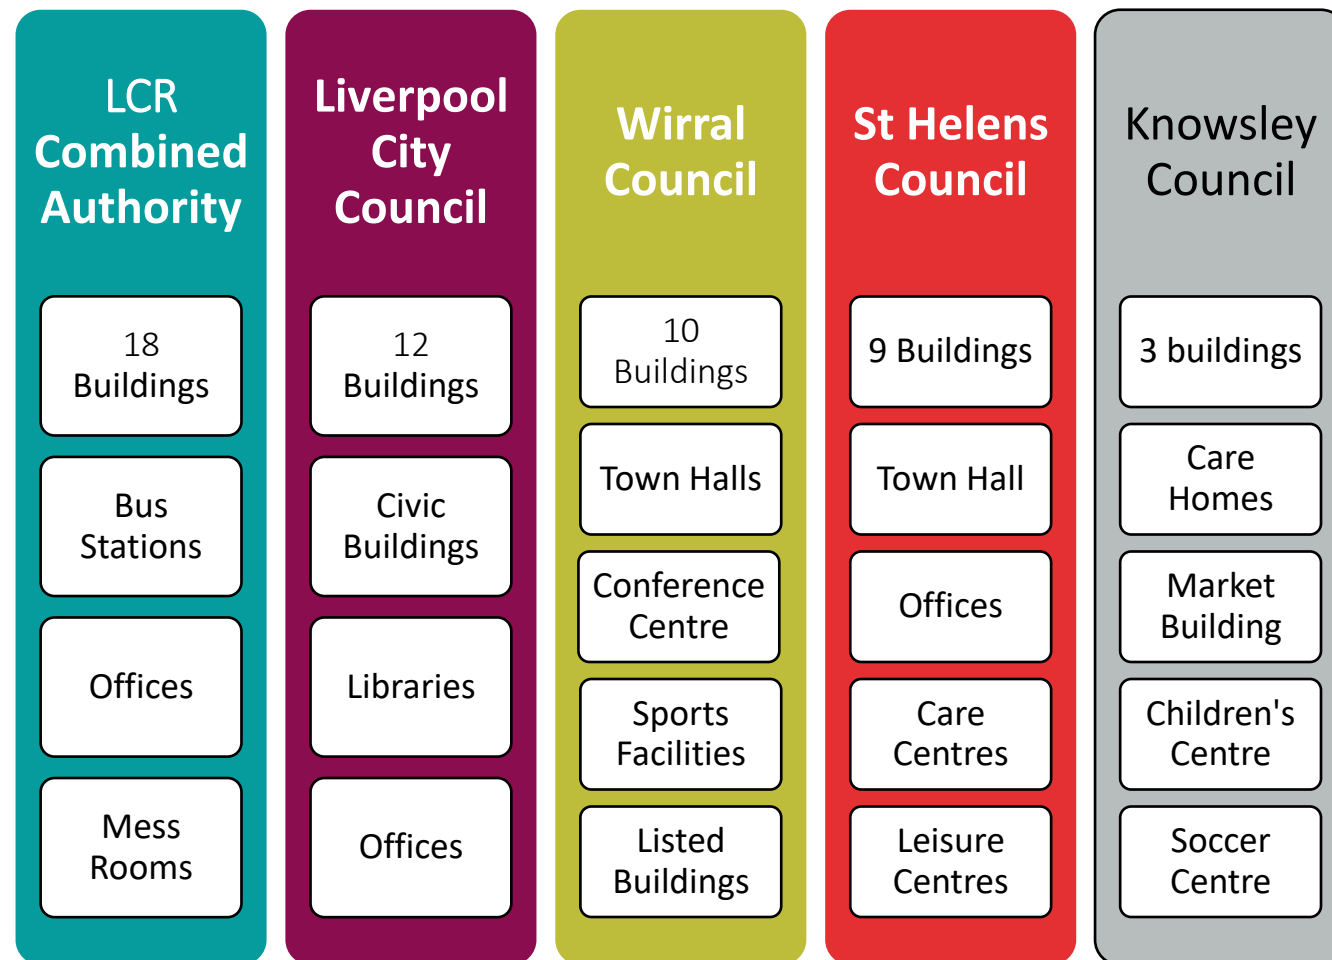 LCR
Combined
Authority
18
Buildings
Bus
Stations
Offices
Mess
Rooms
Liverpool
City
Council
12
Buildings
Civic
Buildings
Libraries
Offices
Wirral
Council
10
Buildings
Town Halls
Conference
Centre
Sports
Facilities
Listed
Buildings
St Helens
Council
9 Buildings
Town Hall
Offices
Care
Centres
Leisure
Centres
Knowsley
Council
3 buildings
Care
Homes
Market
Building
Children's
Centre
Soccer
Centre